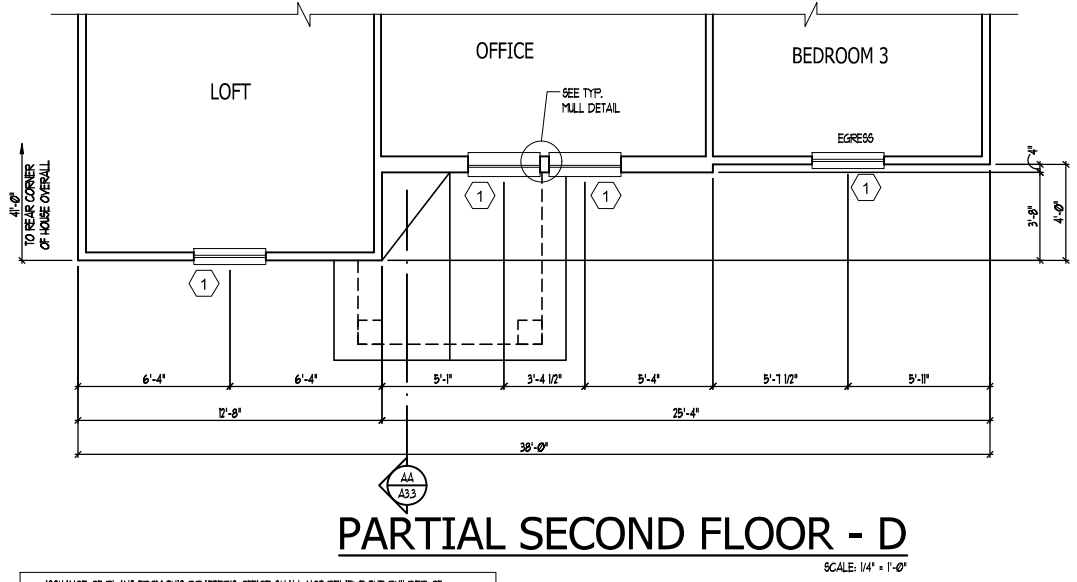 LOFT
OFFICE
BEDROOM 3
SEE TYP.
MULL DETAIL
EGRESS
41'-0"
TO REAR CORNER
OF HOUSE OVERALL
1
1
1
1
4"
3'-8"
4'-0"
6'-4"
6'-4"
5'-1"
3'-4 1/2"
5'-4"
5'-7 1/2"
5'-11"
12'-8"
25'-4"
38'-0"
AA
A3.3
PARTIAL SECOND FLOOR - D
SCALE: 1/4" = 1'-0"